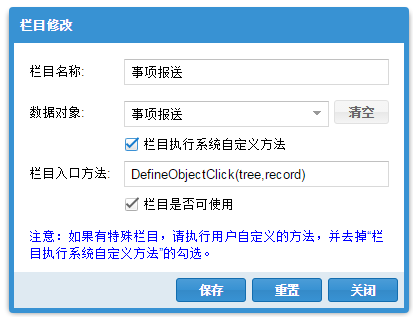 栏目修改
栏目名称: 事项报送
数据对象: 事项报送 清空
栏目执行系统自定义方法
栏目入口方法: DefineObjectClick(tree,record)
栏目是否可使用
注意：如果有特殊栏目，请执行用户自定义的方法，并去掉“栏
目执行系统自定义方法”的勾选。
保存 重置 关闭